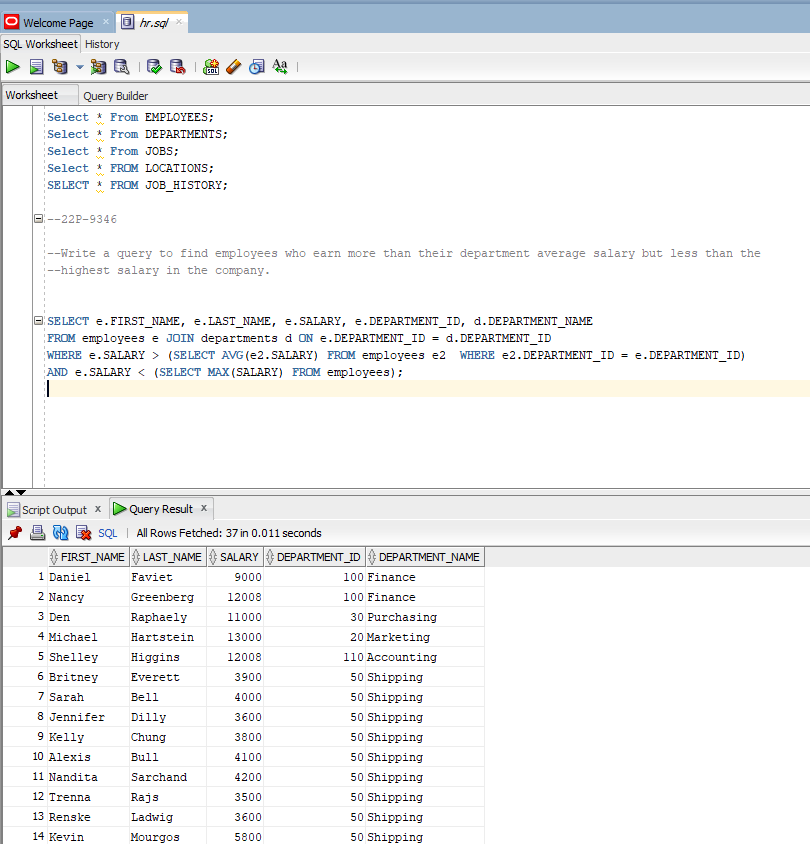 Welcome Page × hr.sql ×
SQL Worksheet History
Worksheet Query Builder
Select * From EMPLOYEES;
Select * From DEPARTMENTS;
Select * From JOBS;
Select * FROM LOCATIONS;
SELECT * FROM JOB_HISTORY;
--22P-9346
--Write a query to find employees who earn more than their department average salary but less than the
--highest salary in the company.
SELECT e.FIRST_NAME, e.LAST_NAME, e.SALARY, e.DEPARTMENT_ID, d.DEPARTMENT_NAME
FROM employees e JOIN departments d ON e.DEPARTMENT_ID = d.DEPARTMENT_ID
WHERE e.SALARY > (SELECT AVG(e2.SALARY) FROM employees e2  WHERE e2.DEPARTMENT_ID = e.DEPARTMENT_ID)
AND e.SALARY < (SELECT MAX(SALARY) FROM employees);
Script Output x Query Result x
SQL | All Rows Fetched: 37 in 0.011 seconds
FIRST_NAME LAST_NAME SALARY DEPARTMENT_ID DEPARTMENT_NAME
1 Daniel Faviet 9000 100 Finance
2 Nancy Greenberg 12008 100 Finance
3 Den Raphaely 11000 30 Purchasing
4 Michael Hartstein 13000 20 Marketing
5 Shelley Higgins 12008 110 Accounting
6 Britney Everett 3900 50 Shipping
7 Sarah Bell 4000 50 Shipping
8 Jennifer Dilly 3600 50 Shipping
9 Kelly Chung 3800 50 Shipping
10 Alexis Bull 4100 50 Shipping
11 Nandita Sarchand 4200 50 Shipping
12 Trenna Rajs 3500 50 Shipping
13 Renske Ladwig 3600 50 Shipping
14 Kevin Mourgos 5800 50 Shipping